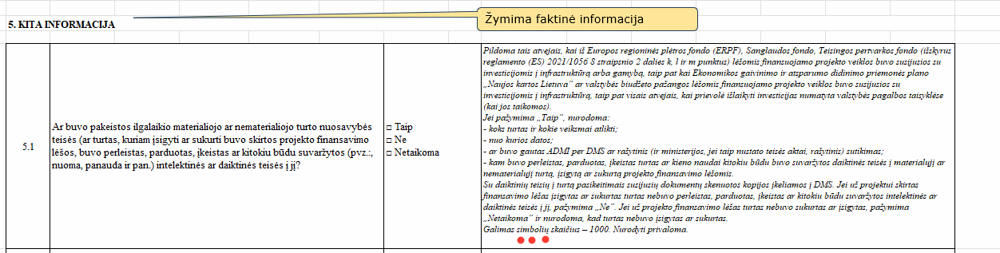 Žymima faktinė informacija
5. KITA INFORMACIJA
5.1
Ar buvo pakeistos ilgalaikio materialiojo ar nematerialiojo turto nuosavybės
teisės (ar turtas, kuriam įsigyti ar sukurti buvo skirtos projekto finansavimo
lėšos, buvo perleistas, parduotas, įkeistas ar kitokiu būdu suvaržytos (pvz.:,
nuoma, panauda ir pan.) intelektinės ar daiktinės teisės į jį?
□ Taip
□ Ne
□ Netaikoma
Pildoma tais atvejais, kai iš Europos regioninės plėtros fondo (ERPF), Sanglaudos fondo, Teisingos pertvarkos fondo (išskyrus
reglamento (ES) 2021/1056 8 straipsnio 2 dalies k, l ir m punktus) lėšomis finansuojamo projekto veiklos buvo susijusios su
investicijomis į infrastruktūrą arba gamybą, taip pat kai Ekonomikos gaivinimo ir atsparumo didinimo priemonės plano
„Naujos kartos Lietuva“ ar valstybės biudžeto pažangos lėšomis finansuojamo projekto veiklos buvo susijusios su
investicijomis į infrastruktūrą, taip pat visais atvejais, kai prievolė išlaikyti investicijas numatyta valstybės pagalbos taisyklėse
(kai jos taikomos).
Jei pažymima „Taip“, nurodoma:
- koks turtas ir kokie veiksmai atlikti;
- nuo kurios datos;
- ar buvo gautas ADMI per DMS ar ražytinis (ir ministerijos, jei taip nustato teisės aktai, ražytinis) sutikimas;
- kam buvo perleistas, parduotas, įkeistas turtas ar kieno naudai kitokiu būdu buvo suvaržytos daiktinės teisės į materialųjį ar
nematerialųjį turtą, įsigytą ar sukurtą projekto finansavimo lėšomis.
Su daiktinių teisių į turtą pasikeitimais susijusių dokumentų skenuotos kopijos įkeliamos į DMS. Jei už projektui skirtas
finansavimo lėšas įsigytas ar sukurtas turtas nebuvo perleistas, parduotas, įkeistas ar kitokiu būdu suvaržytos intelektinės ar
daiktinės teisės į jį, pažymima „Ne“. Jei už projekto finansavimo lėšas turtas nebuvo sukurtas ar įsigytas, pažymima
„Netaikoma“ ir nurodoma, kad turtas nebuvo įsigytas ar sukurtas.
Galimas simbolių skaičius – 1000. Nurodyti privaloma.